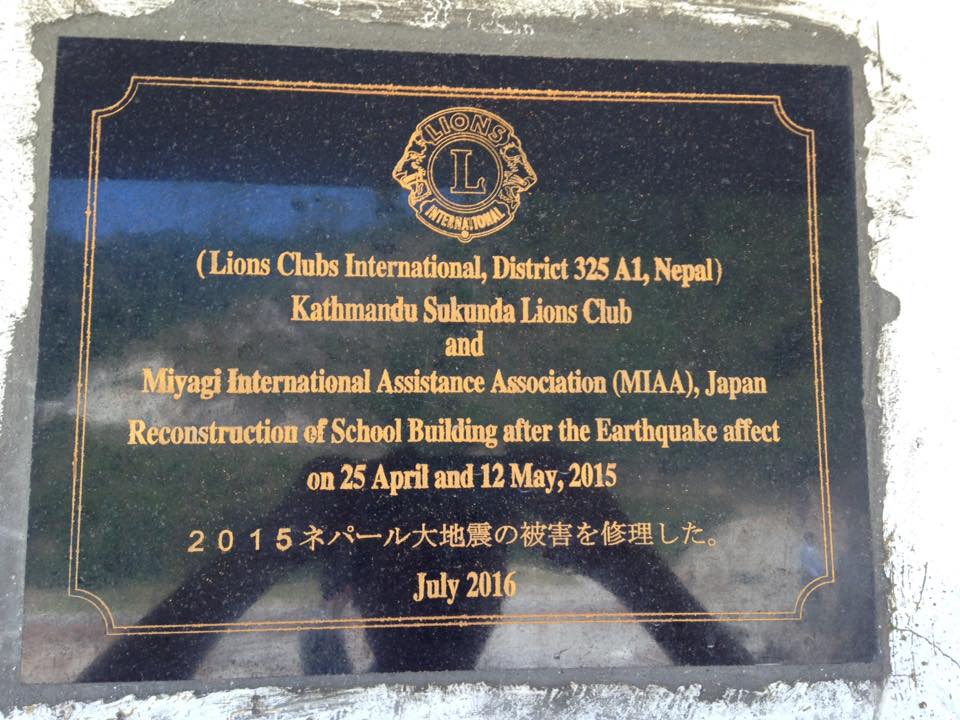 LIONS
L
INTERNATIONAL
(Lions Clubs International, District 325 A1, Nepal)
Kathmandu Sukunda Lions Club
and
Miyagi International Assistance Association (MIAA), Japan
Reconstruction of School Building after the Earthquake affect
on 25 April and 12 May, 2015
２０１５ネパール大地震の被害を修理した。
July 2016